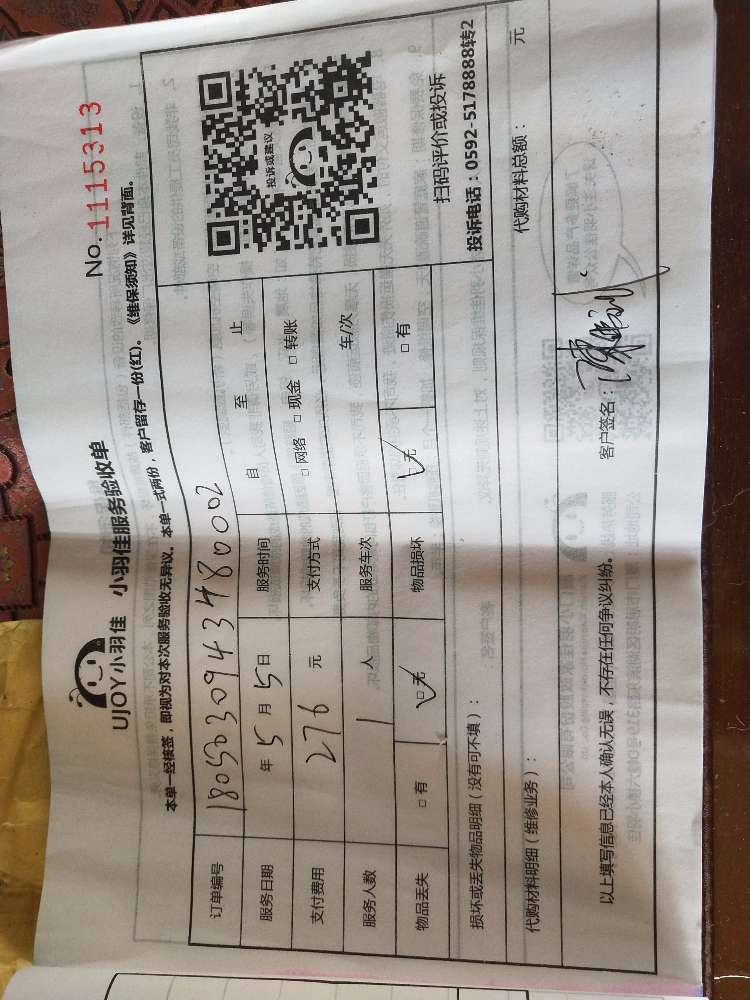 UJOY小羽佳 小羽佳服务验收单
No. 1115313
本单一经核签，即视为对本次服务验收无异议。本单一式两份，客户留存一份(红)。《维保须知》详见背面。
订单编号 180503094348 0002
服务日期 年 5 月 5 日 服务时间 自 至 止
支付费用 276 元 支付方式 □ 网络 □ 现金 □ 转账
服务人数 1 人 服务车次 车/次
物品丢失 □ 有 □ 无 物品损坏 □ 无 □ 有
投诉或建议
扫码评价或投诉
投诉电话：0592-5178888转2
损坏或丢失物品明细（没有可不填）：
代购材料明细（维修业务）： 代购材料总额： 元
以上填写信息已经本人确认无误，不存在任何争议纠纷。 客户签名：